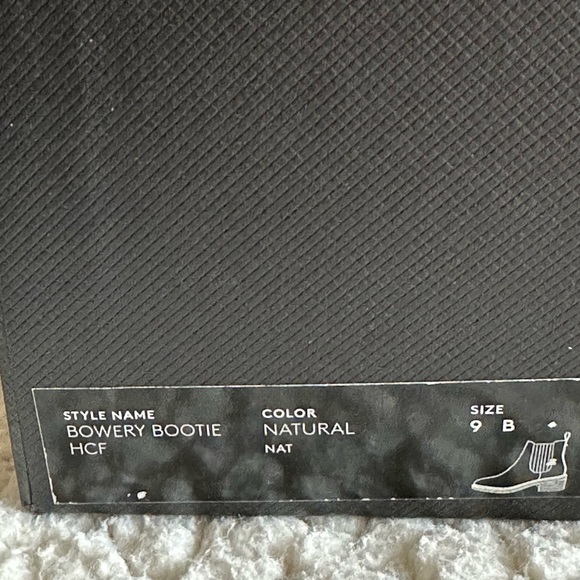 STYLE NAME
BOWERY BOOTIE
HCF
COLOR
NATURAL
NAT
SIZE
9 B